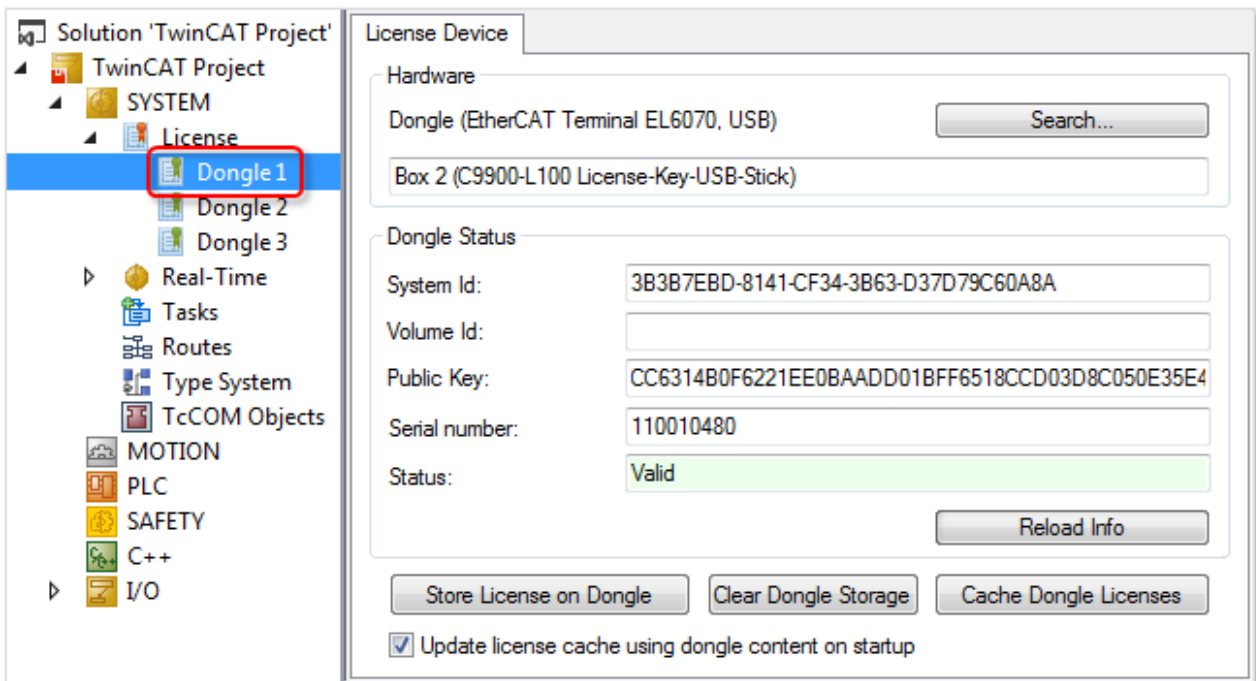 Solution 'TwinCAT Project'
TwinCAT Project
SYSTEM
License
Dongle 1
Dongle 2
Dongle 3
Real-Time
Tasks
Routes
Type System
TcCOM Objects
MOTION
PLC
SAFETY
C++
I/O
License Device
Hardware
Dongle (EtherCAT Terminal EL6070, USB)
Search...
Box 2 (C9900-L100 License-Key-USB-Stick)
Dongle Status
System Id: 3B3B7EBD-8141-CF34-3B63-D37D79C60A8A
Volume Id:
Public Key: CC6314B0F6221EE0BAADD01BFF6518CCD03D8C050E35E4
Serial number: 110010480
Status: Valid
Reload Info
Store License on Dongle Clear Dongle Storage Cache Dongle Licenses
Update license cache using dongle content on startup